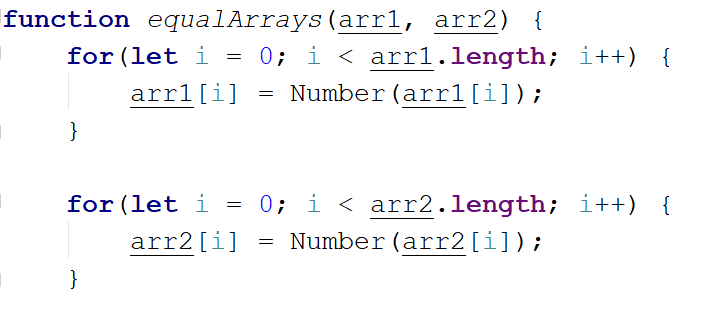 function equalArrays(arr1, arr2) {
    for(let i = 0; i < arr1.length; i++) {
        arr1[i] = Number(arr1[i]);
    }

    for(let i = 0; i < arr2.length; i++) {
        arr2[i] = Number(arr2[i]);
    }